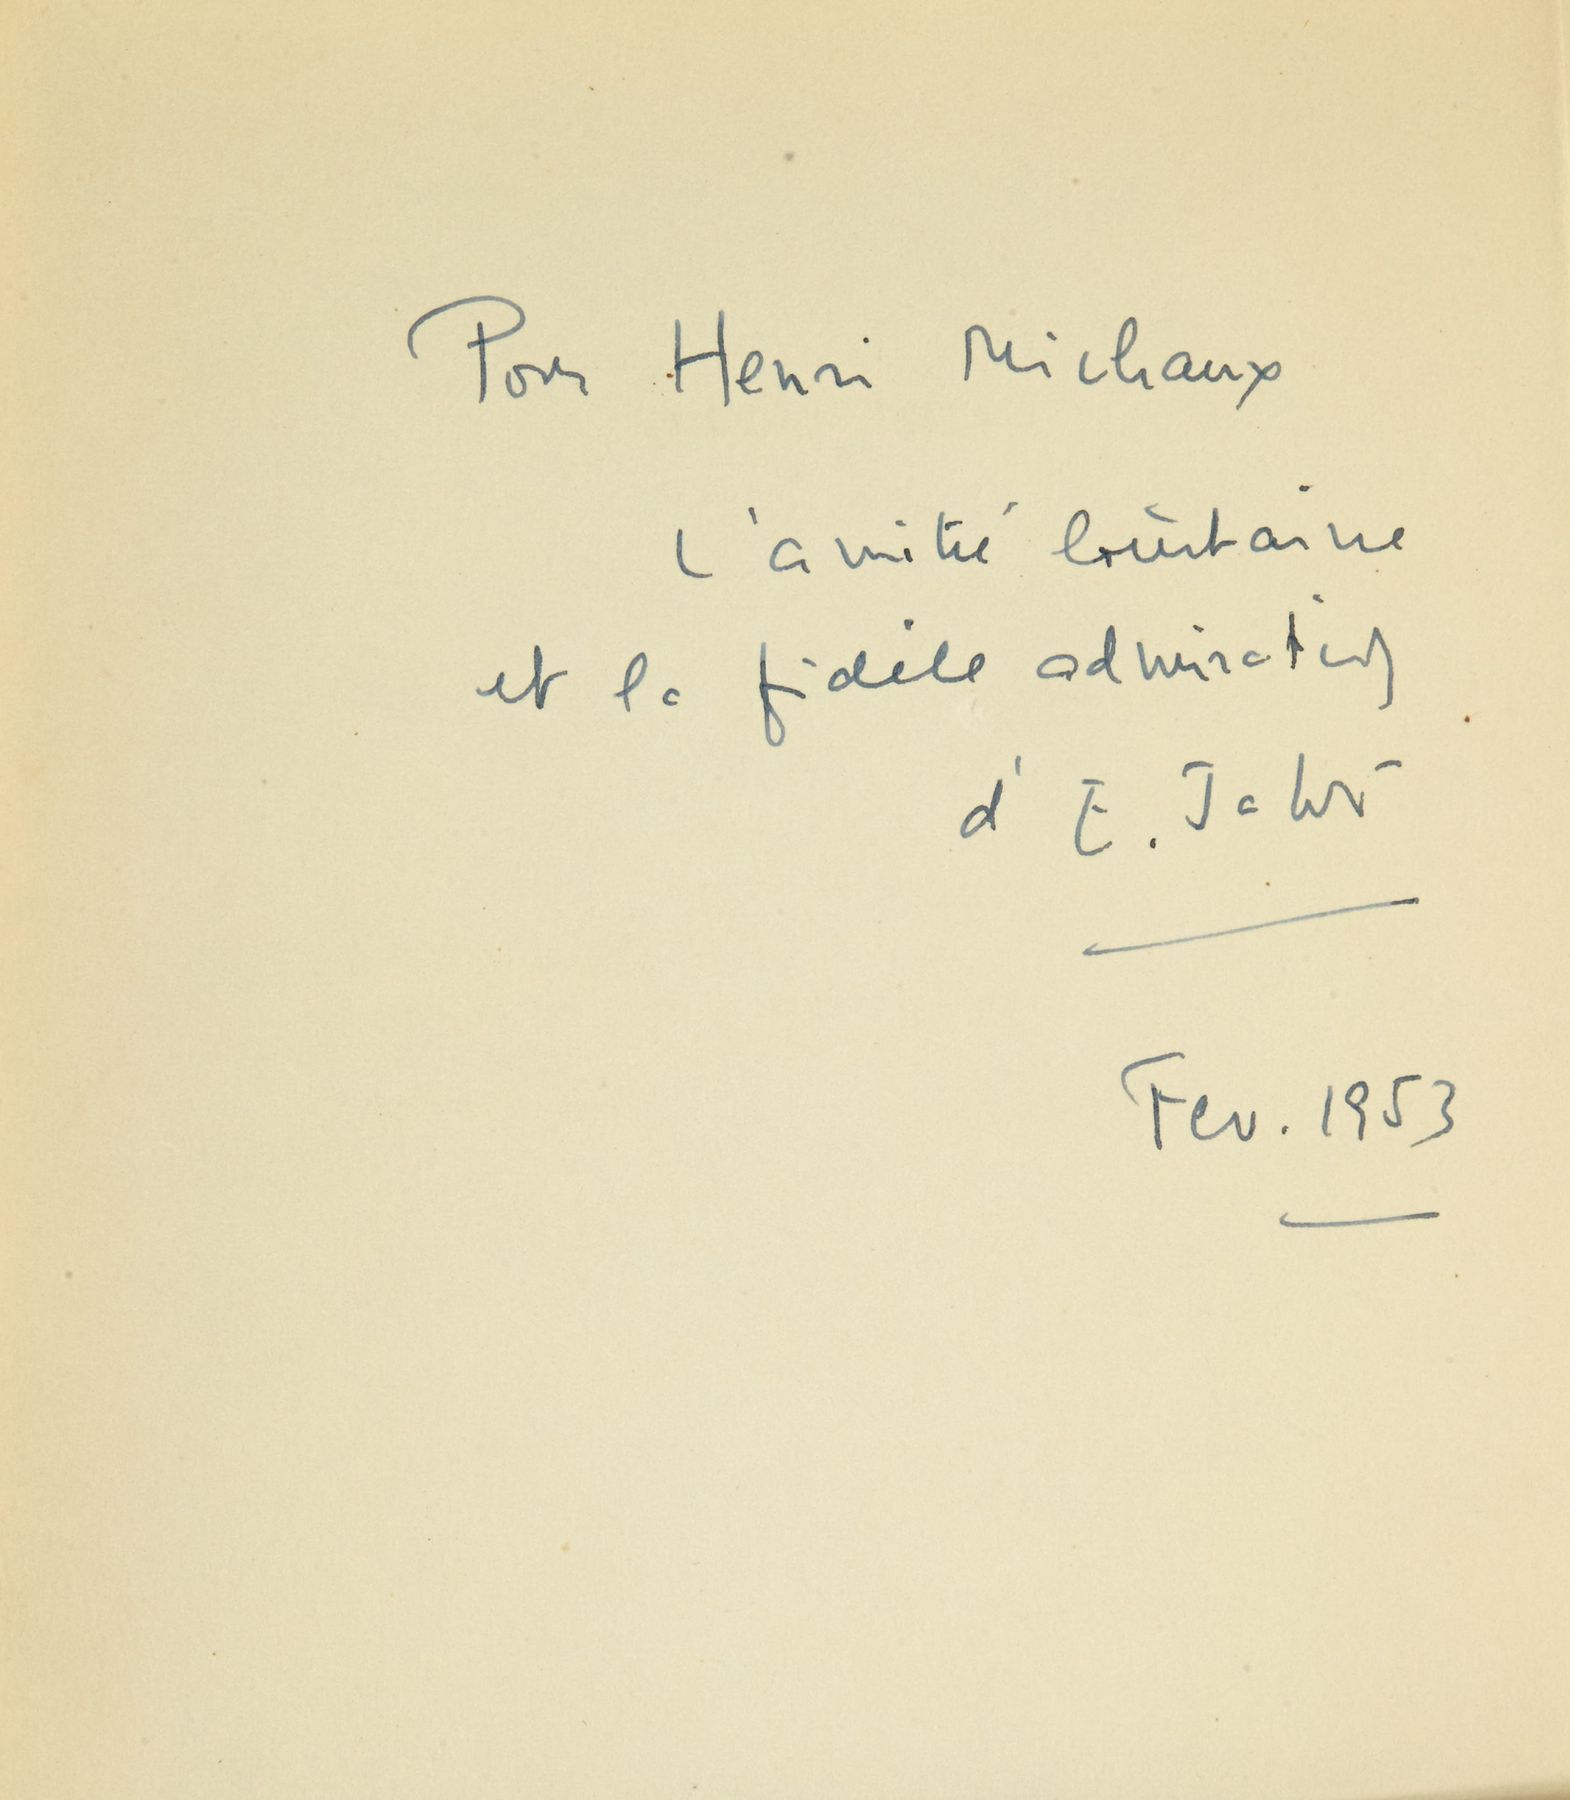 Pour Henri Michaux
L'amitié lointaine
et la fidèle admiration
d'E. Jabès
Fev. 1953